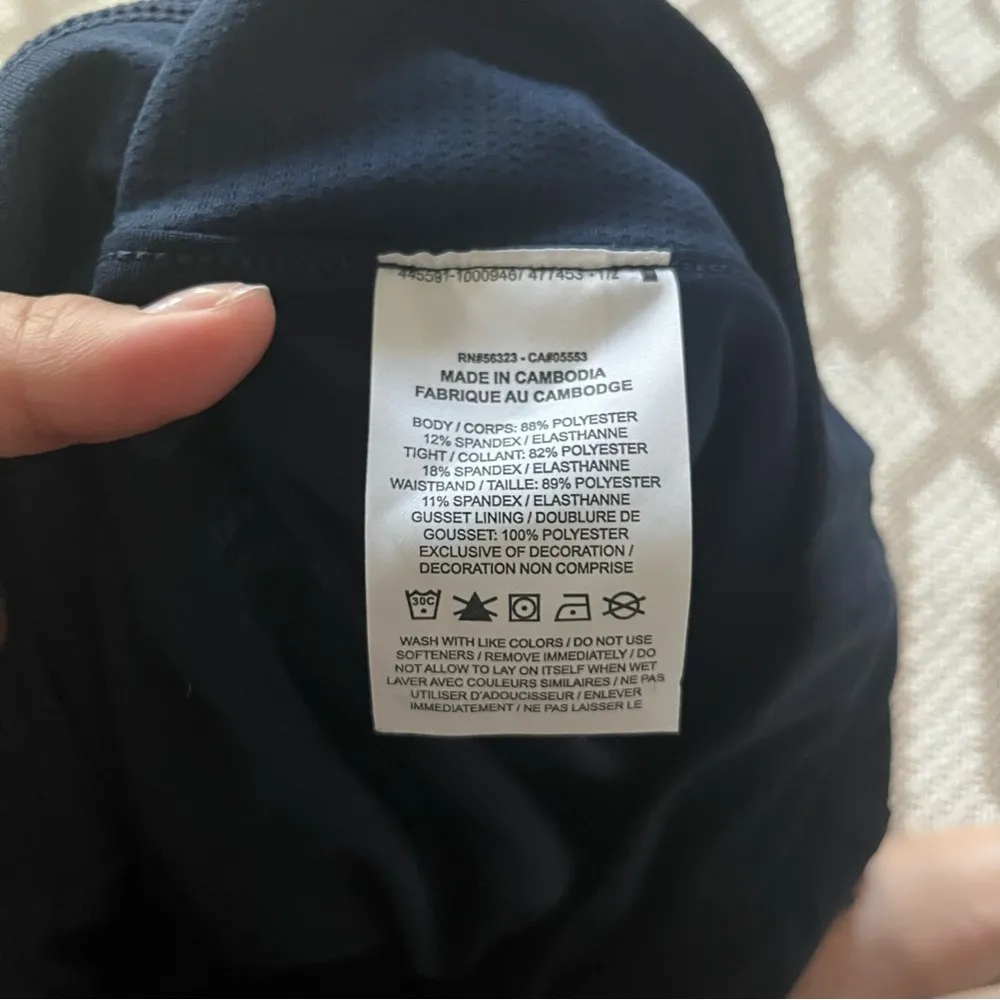 445591-1000946/ 477453 - 1/2
RN#56323 - CA#05553
MADE IN CAMBODIA
FABRIQUE AU CAMBODGE
BODY / CORPS: 88% POLYESTER
12% SPANDEX / ELASTHANNE
TIGHT / COLLANT: 82% POLYESTER
18% SPANDEX / ELASTHANNE
WAISTBAND / TAILLE: 89% POLYESTER
11% SPANDEX / ELASTHANNE
GUSSET LINING / DOUBLURE DE
GOUSSET: 100% POLYESTER
EXCLUSIVE OF DECORATION /
DECORATION NON COMPRISE
30C
WASH WITH LIKE COLORS / DO NOT USE
SOFTENERS / REMOVE IMMEDIATELY / DO
NOT ALLOW TO LAY ON ITSELF WHEN WET
LAVER AVEC COULEURS SIMILAIRES / NE PAS
UTILISER D'ADOUCISSEUR / ENLEVER
IMMEDIATEMENT / NE PAS LAISSER LE